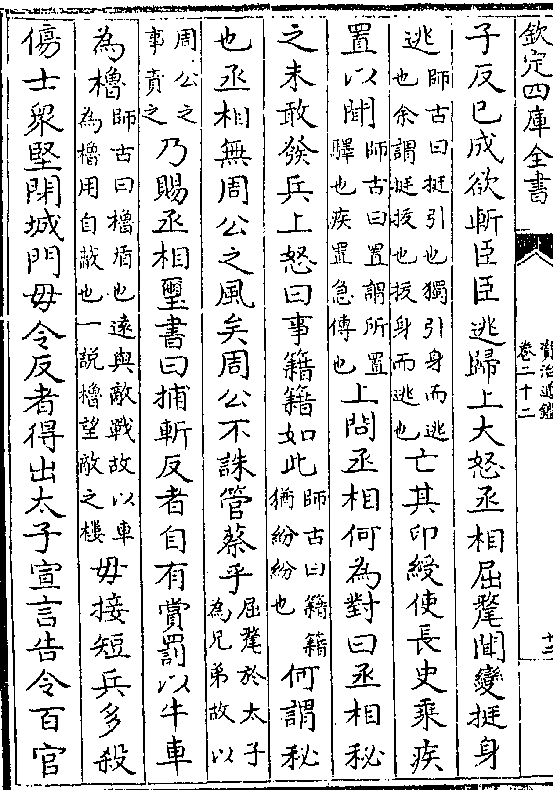 欽定四庫全書
資治通鑑
卷二十二
子反已成欲斬臣臣逃歸上大怒丞相屈氂聞變挺身
逃師古曰挺引也獨引身而逃也余謂挺拔也拔身而逃也亡其印綬使長史乘疾
置以聞師古曰置謂所置驛也疾置急傳也上問丞相何為對曰丞相秘
之未敢發兵上怒曰事籍籍如此師古曰籍籍猶紛紛也何謂秘
也丞相無周公之風矣周公不誅管蔡乎屈氂於太子為兄弟故以
周公之事責之乃賜丞相璽書曰捕斬反者自有賞罰以牛車
為櫓師古曰櫓盾也遠與敵戰故以車為櫓用自蔽也一說櫓望敵之樓毋接短兵多殺
傷士衆堅閉城門毋令反者得出太子宣言告令百官